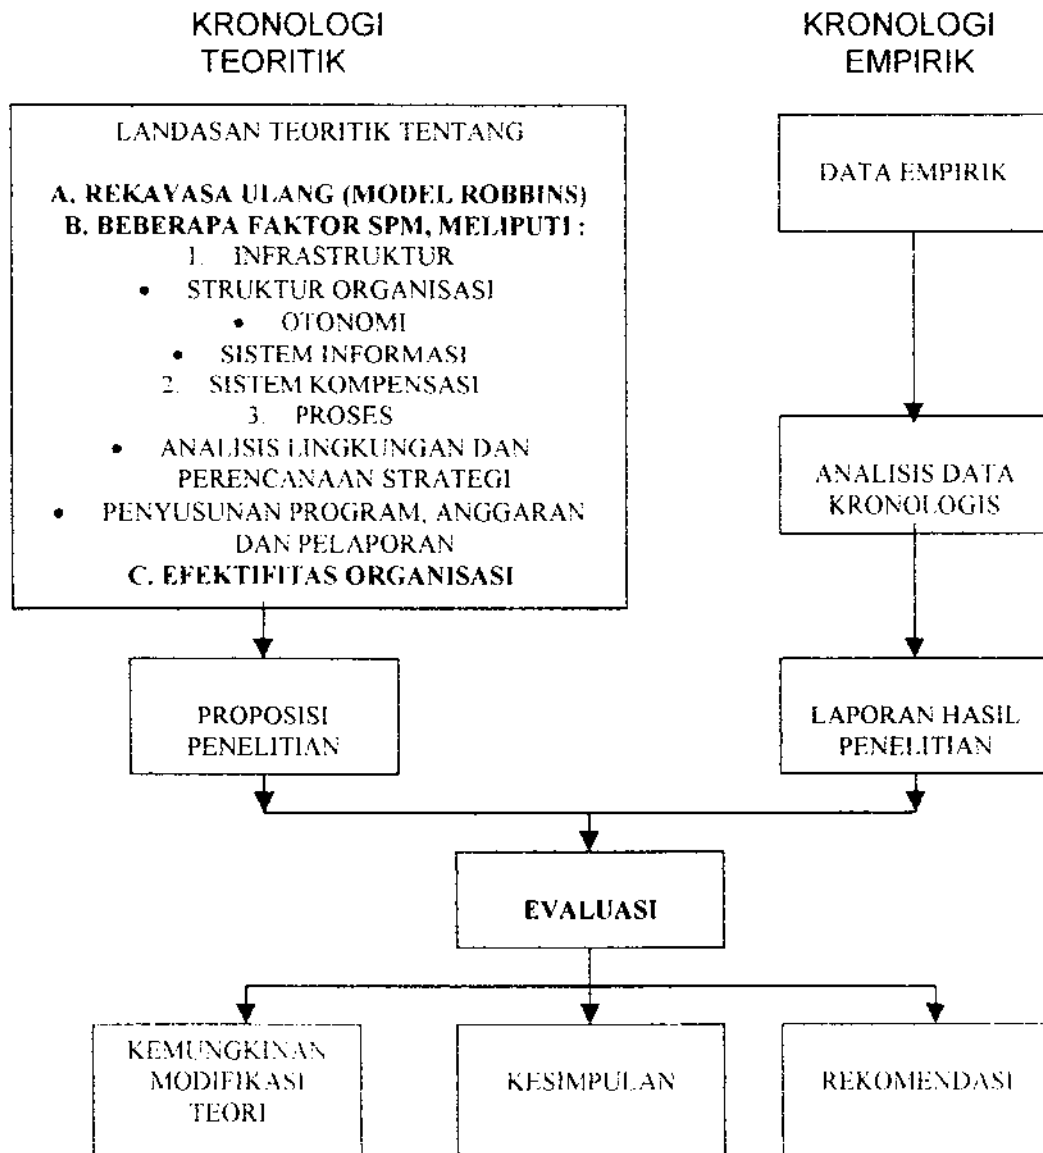 KRONOLOGI
TEORITIK
KRONOLOGI
EMPIRIK
LANDASAN TEORITIK TENTANG
A. REKAYASA ULANG (MODEL ROBBINS)
B. BEBERAPA FAKTOR SPM, MELIPUTI :
1. INFRASTRUKTUR
• STRUKTUR ORGANISASI
• OTONOMI
• SISTEM INFORMASI
2. SISTEM KOMPENSASI
3. PROSES
• ANALISIS LINGKUNGAN DAN
PERENCANAAN STRATEGI
• PENYUSUNAN PROGRAM, ANGGARAN
DAN PELAPORAN
C. EFEKTIFITAS ORGANISASI
DATA EMPIRIK
ANALISIS DATA
KRONOLOGIS
PROPOSISI
PENELITIAN
LAPORAN HASIL
PENELITIAN
EVALUASI
KEMUNGKINAN
MODIFIKASI
TEORI
KESIMPULAN
REKOMENDASI